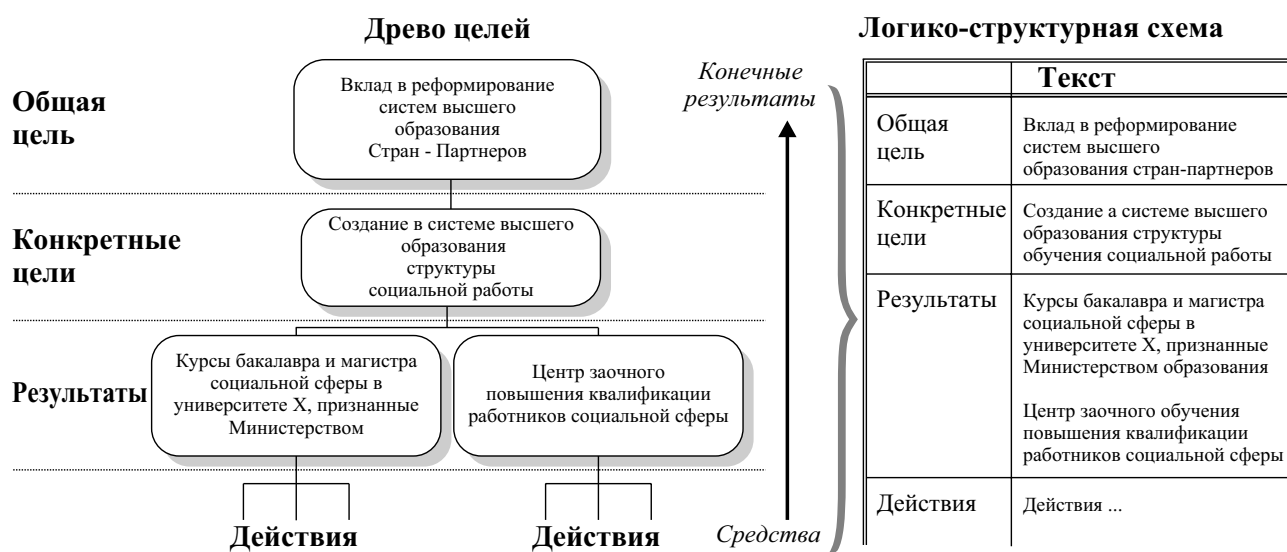 Древо целей
Общая
цель
Вклад в реформирование
систем высшего
образования
Стран - Партнеров
Конкретные
цели
Создание в системе высшего
образования
структуры
социальной работы
Результаты
Курсы бакалавра и магистра
социальной сферы в
университете X, признанные
Министерством
Центр заочного
повышения квалификации
работников социальной сферы
Действия
Действия
Конечные
результаты
Средства
Логико-структурная схема
Текст
Общая
цель
Вклад в реформирование
систем высшего
образования стран-партнеров
Конкретные
цели
Создание а системе высшего
образования структуры
обучения социальной работы
Результаты
Курсы бакалавра и магистра
социальной сферы в
университете X, признанные
Министерством образования
Центр заочного обучения
повышения квалификации
работников социальной сферы
Действия
Действия ...